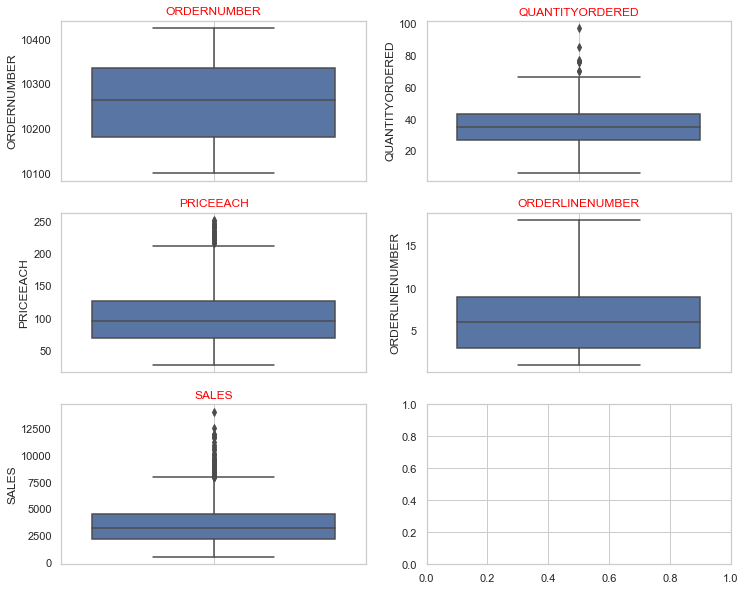 ORDERNUMBER
ORDERNUMBER
10400
10300
10200
10100
QUANTITYORDERED
QUANTITYORDERED
100
80
60
40
20
PRICEEACH
PRICEEACH
250
200
150
100
50
ORDERLINENUMBER
ORDERLINENUMBER
15
10
5
SALES
SALES
12500
10000
7500
5000
2500
0
1.0
0.8
0.6
0.4
0.2
0.0
0.0 0.2 0.4 0.6 0.8 1.0